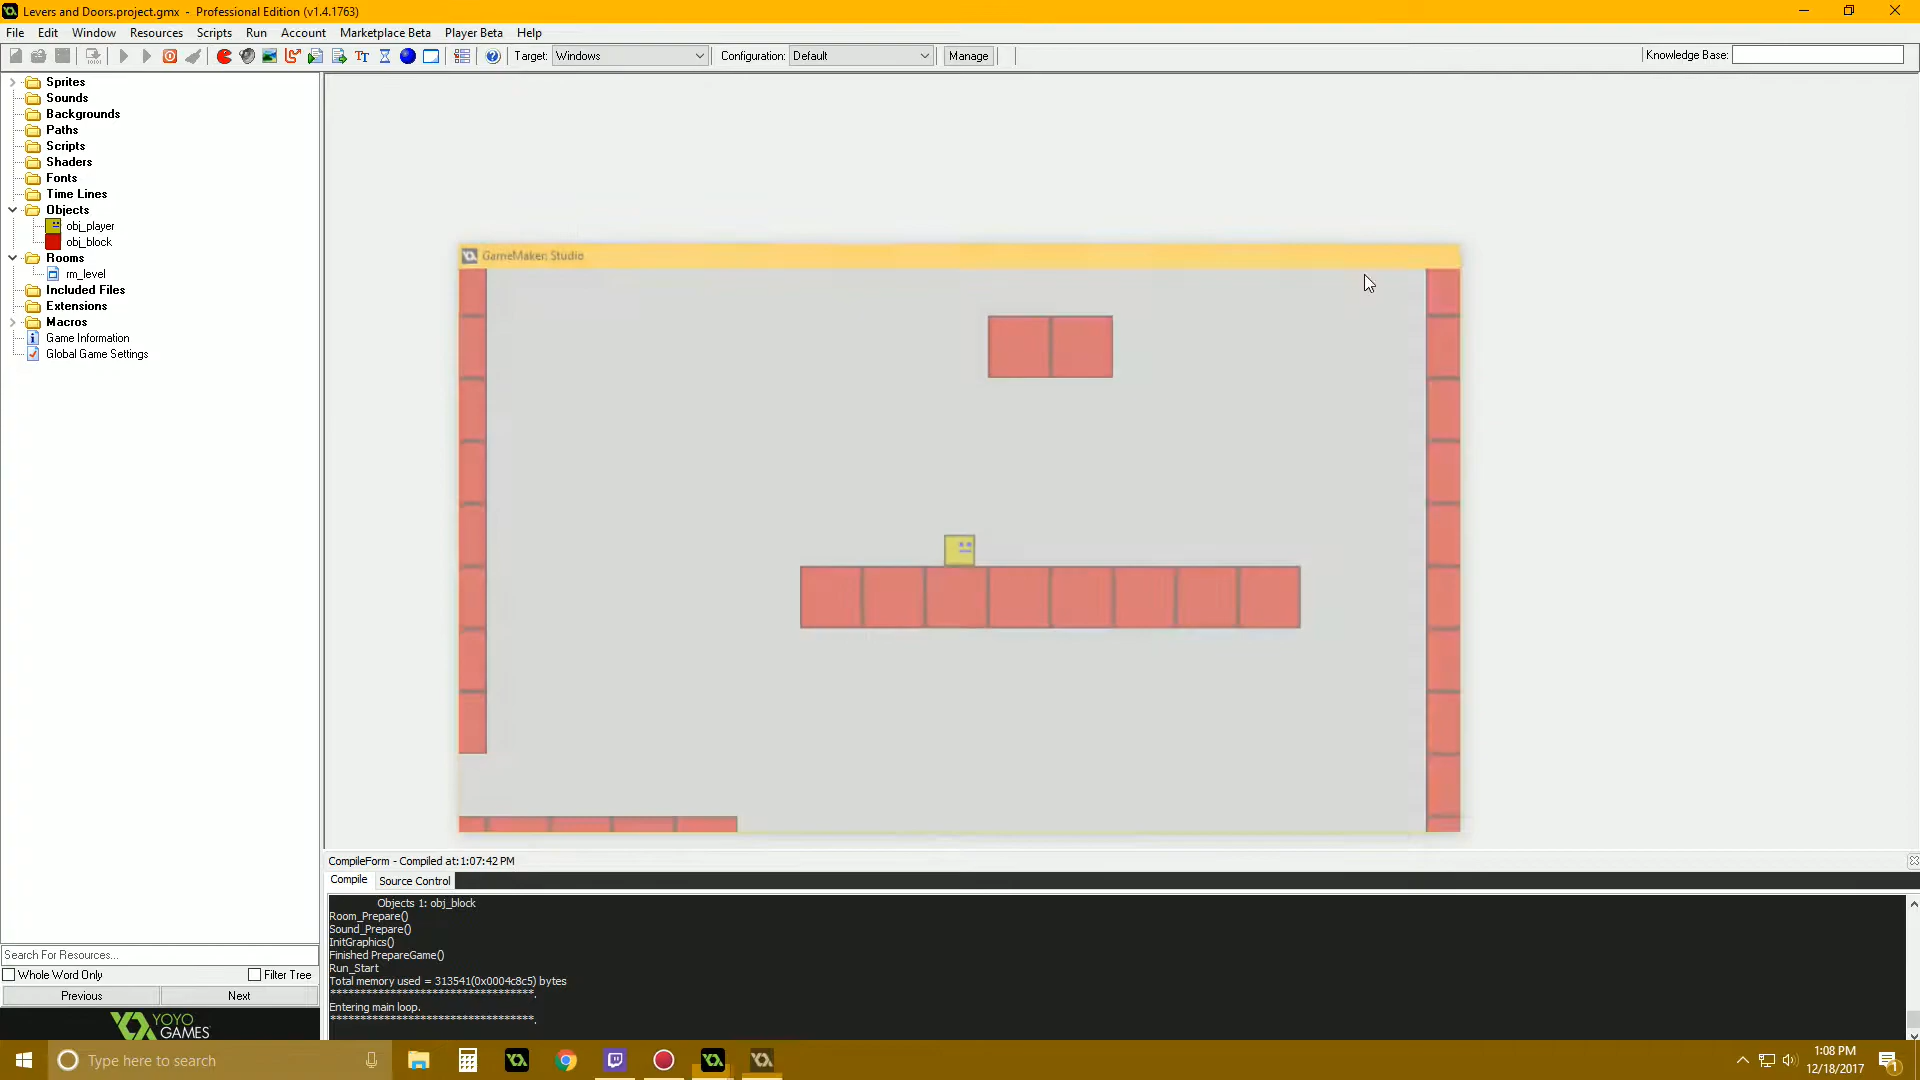 Levers and Doors.project.gmx - Professional Edition (v1.4.1763)
File Edit Window Resources Scripts Run Account Marketplace Beta Player Beta Help
Target: Windows Configuration: Default Manage Knowledge Base:
Sprites
Sounds
Backgrounds
Paths
Scripts
Shaders
Fonts
Time Lines
Objects
obj_player
obj_block
Rooms
rm_level
Included Files
Extensions
Macros
Game Information
Global Game Settings
GameMaker: Studio
CompileForm - Compiled at:1:07:42 PM
Compile Source Control
Objects 1: obj_block
Room_Prepare()
Sound_Prepare()
InitGraphics()
Finished PrepareGame()
Run_Start
Total memory used = 313541(0x0004c8c5) bytes
**********************************.
Entering main loop.
**********************************.
Search For Resources...
Whole Word Only Filter Tree
Previous Next
YOYO
GAMES
Type here to search
1:08 PM
12/18/2017
1